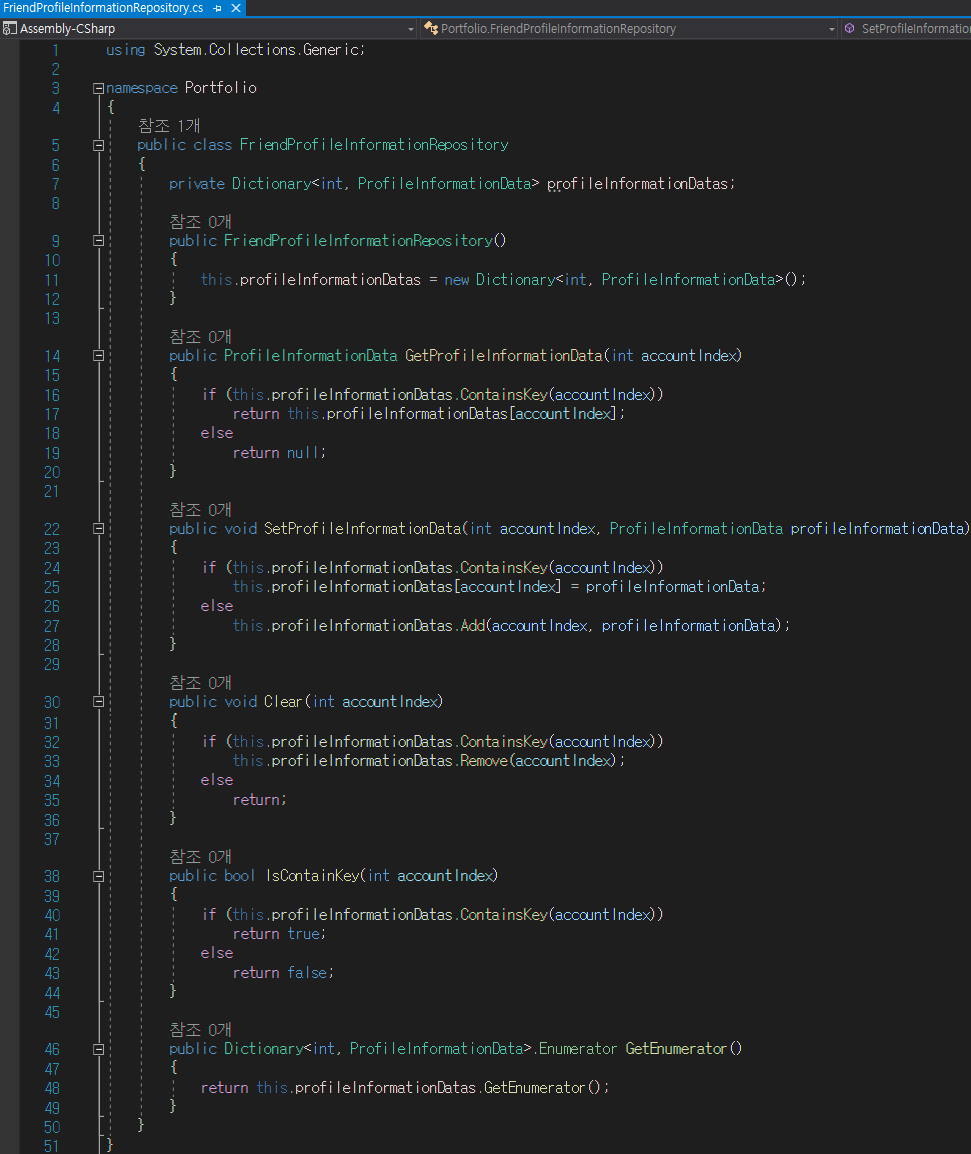 FriendProfileInformationRepository.cs
Assembly-CSharp Portfolio.FriendProfileInformationRepository
1 using System.Collections.Generic;
2
3 namespace Portfolio
4 {
참조 1개
5 public class FriendProfileInformationRepository
6 {
7 private Dictionary<int, ProfileInformationData> profileInformationDatas;
8
참조 0개
9 public FriendProfileInformationRepository()
10 {
11 this.profileInformationDatas = new Dictionary<int, ProfileInformationData>();
12 }
13
참조 0개
14 public ProfileInformationData GetProfileInformationData(int accountIndex)
15 {
16 if (this.profileInformationDatas.ContainsKey(accountIndex))
17 return this.profileInformationDatas[accountIndex];
18 else
19 return null;
20 }
21
참조 0개
22 public void SetProfileInformationData(int accountIndex, ProfileInformationData profileInformationData)
23 {
24 if (this.profileInformationDatas.ContainsKey(accountIndex))
25 this.profileInformationDatas[accountIndex] = profileInformationData;
26 else
27 this.profileInformationDatas.Add(accountIndex, profileInformationData);
28 }
29
참조 0개
30 public void Clear(int accountIndex)
31 {
32 if (this.profileInformationDatas.ContainsKey(accountIndex))
33 this.profileInformationDatas.Remove(accountIndex);
34 else
35 return;
36 }
37
참조 0개
38 public bool IsContainKey(int accountIndex)
39 {
40 if (this.profileInformationDatas.ContainsKey(accountIndex))
41 return true;
42 else
43 return false;
44 }
45
참조 0개
46 public Dictionary<int, ProfileInformationData>.Enumerator GetEnumerator()
47 {
48 return this.profileInformationDatas.GetEnumerator();
49 }
50 }
51 }